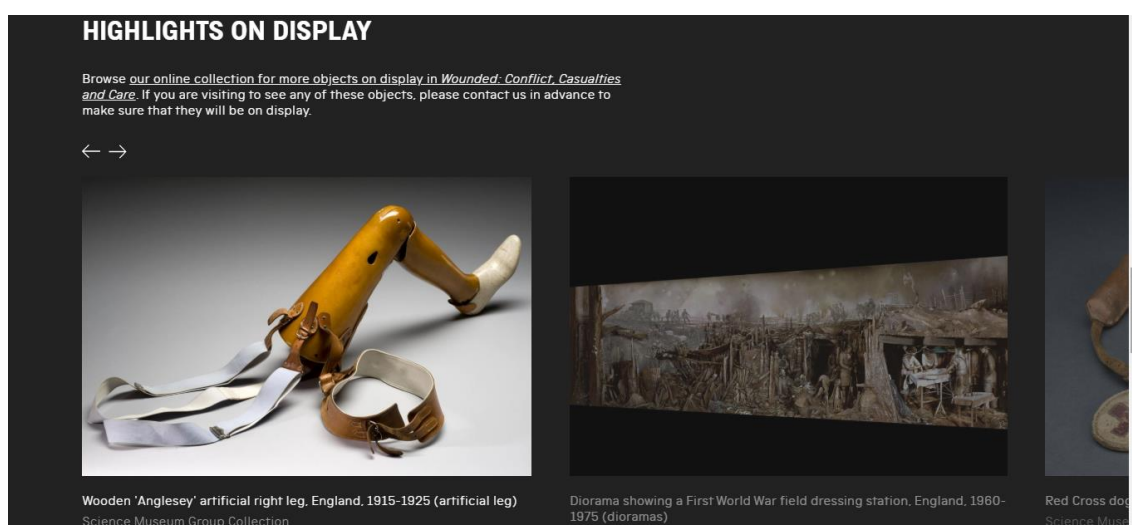 HIGHLIGHTS ON DISPLAY
Browse our online collection for more objects on display in Wounded: Conflict, Casualties
and Care. If you are visiting to see any of these objects, please contact us in advance to
make sure that they will be on display.
Wooden 'Anglesey' artificial right leg, England, 1915-1925 (artificial leg)
Science Museum Group Collection
Diorama showing a First World War field dressing station, England, 1960-
1975 (dioramas)
Red Cross dog
Science Muse